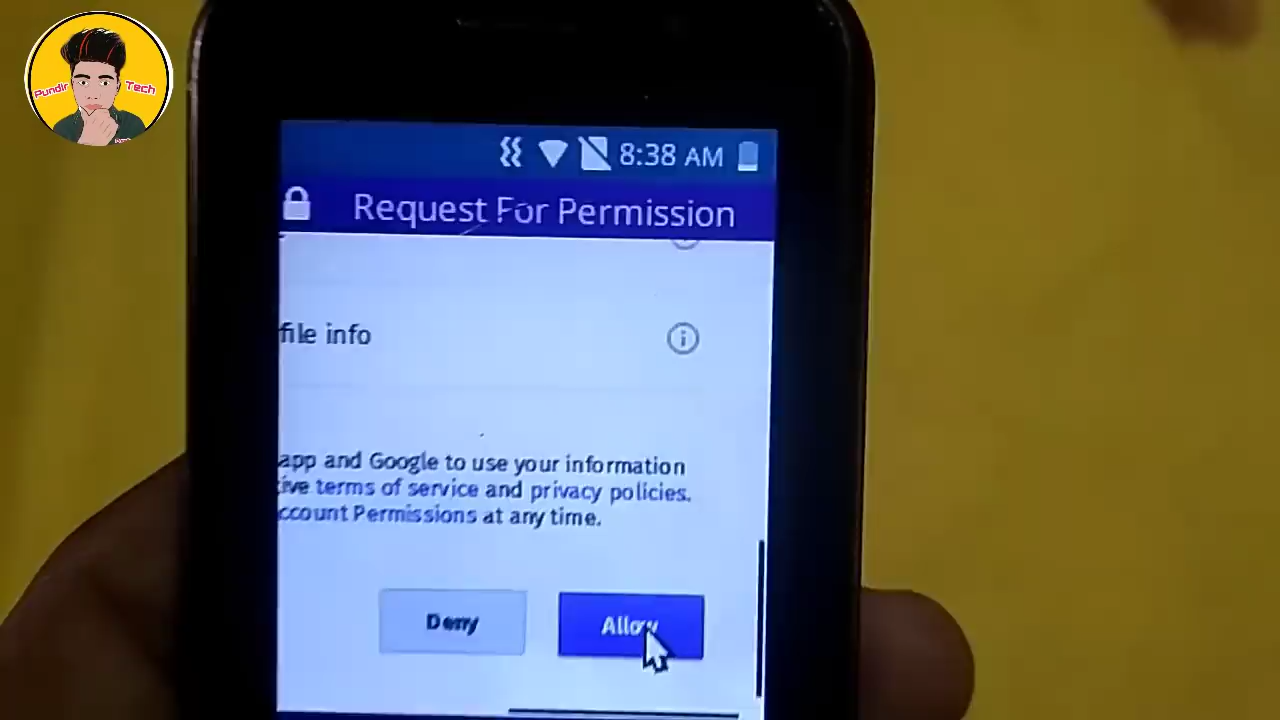 Pundir Tech
8:38 AM
Request For Permission
file info
app and Google to use your information
tive terms of service and privacy policies.
ccount Permissions at any time.
Deny
Allow